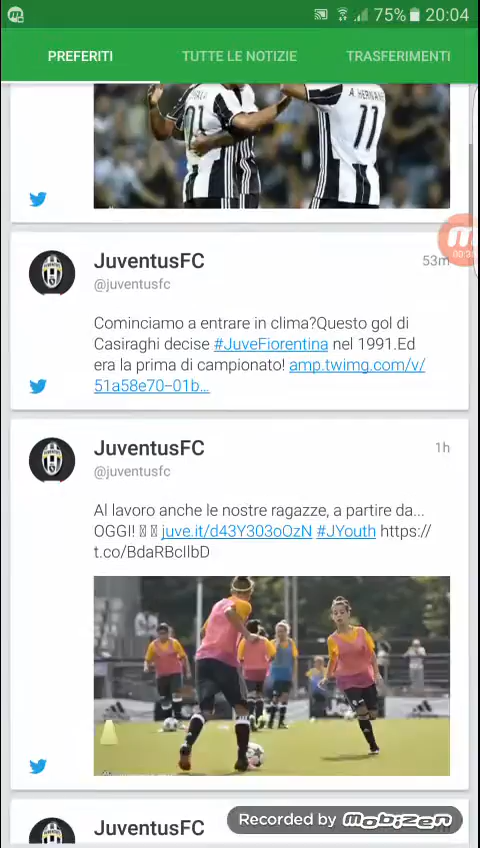 75% 20:04
PREFERITI TUTTE LE NOTIZIE TRASFERIMENTI
A. HERNANE
11
JuventusFC 53m
@juventusfc
Cominciamo a entrare in clima?Questo gol di
Casiraghi decise #JuveFiorentina nel 1991.Ed
era la prima di campionato! amp.twimg.com/v/
51a58e70-01b...
JuventusFC 1h
@juventusfc
Al lavoro anche le nostre ragazze, a partire da...
OGGI! juve.it/d43Y303oOzN #JYouth https://
t.co/BdaRBcIlbD
JuventusFC
Recorded by mobizen